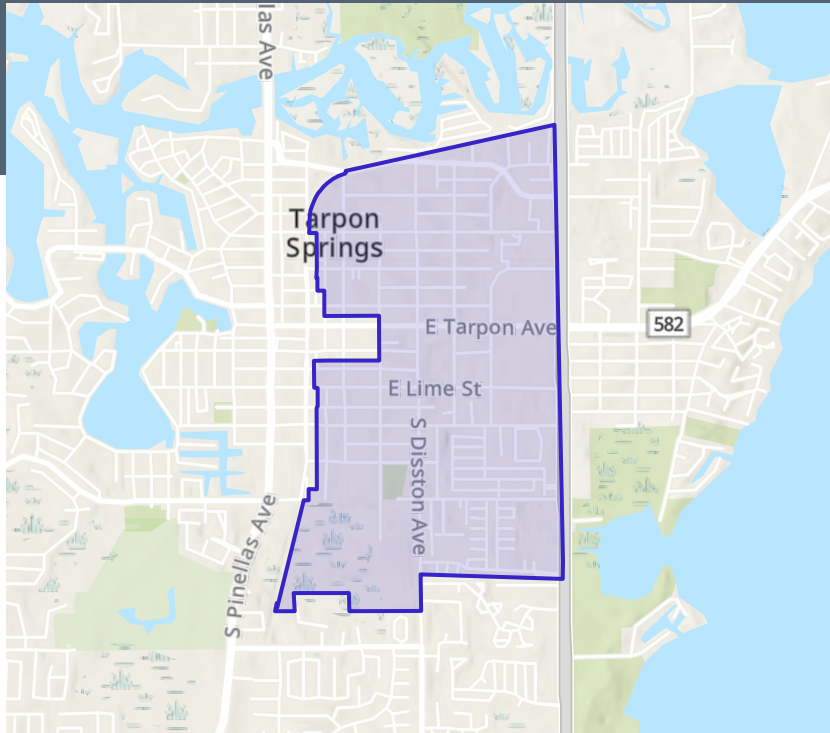 las Ave
Tarpon
Springs
E Tarpon Ave
582
E Lime St
S Disston Ave
S Pinellas Ave